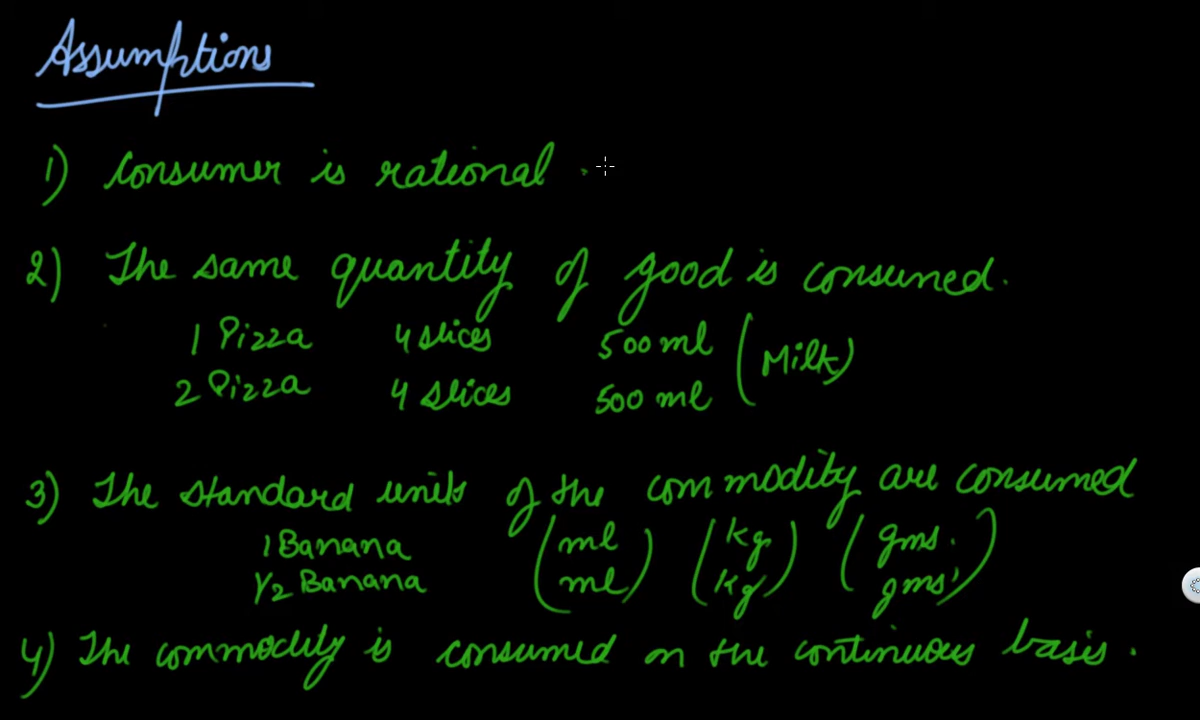 Assumptions
1) Consumer is rational.
2) The same quantity of good is consumed.
1 Pizza 4 slices 500 ml (Milk)
2 Pizza 4 slices 500 ml
3) The standard units of the commodity are consumed
1 Banana (ml) (kg) (gms.)
1/2 Banana ml kg gms.
4) The commodity is consumed on the continuous basis.